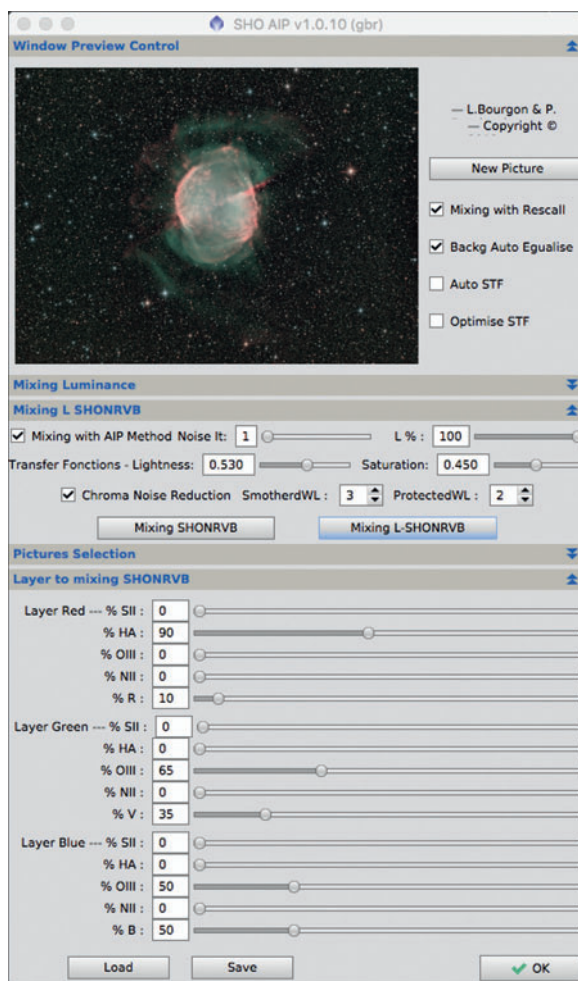 SHO AIP v1.0.10 (gbr)
Window Preview Control
— L.Bourgon & P.
— Copyright ©
New Picture
Mixing with Rescall
Backg Auto Egualise
Auto STF
Optimise STF
Mixing Luminance
Mixing L SHONRVB
Mixing with AIP Method Noise It: 1 L % : 100
Transfer Fonctions - Lightness: 0.530 Saturation: 0.450
Chroma Noise Reduction SmotherdWL : 3 ProtectedWL : 2
Mixing SHONRVB Mixing L-SHONRVB
Pictures Selection
Layer to mixing SHONRVB
Layer Red --- % SII : 0
% HA : 90
% OIII : 0
% NII : 0
% R : 10
Layer Green --- % SII : 0
% HA : 0
% OIII : 65
% NII : 0
% V : 35
Layer Blue --- % SII : 0
% HA : 0
% OIII : 50
% NII : 0
% B : 50
Load Save OK